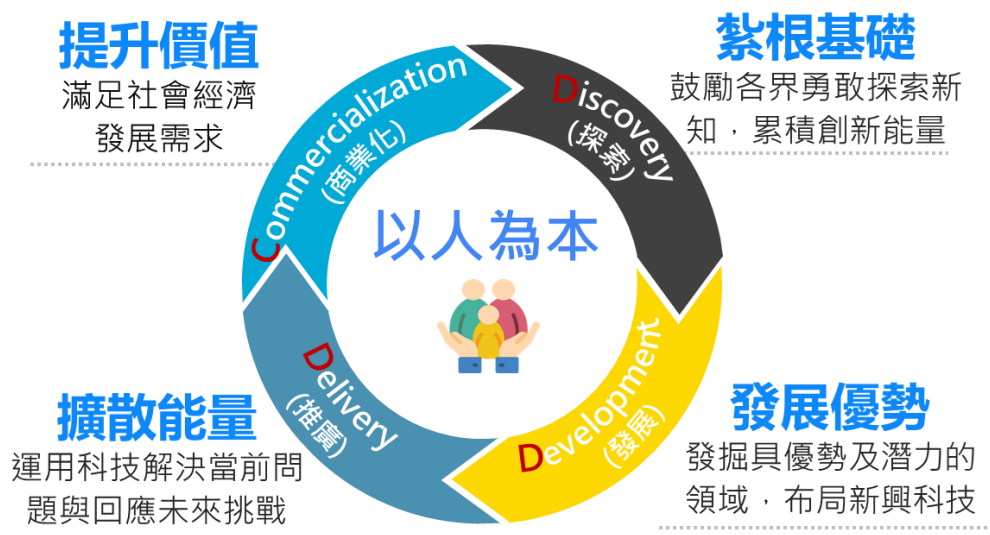 提升價值
滿足社會經濟
發展需求
紮根基礎
鼓勵各界勇敢探索新
知，累積創新能量
Commercialization
(商業化)
Discovery
(探索)
以人為本
Delivery
(推廣)
Development
(發展)
擴散能量
運用科技解決當前問
題與回應未來挑戰
發展優勢
發掘具優勢及潛力的
領域，布局新興科技